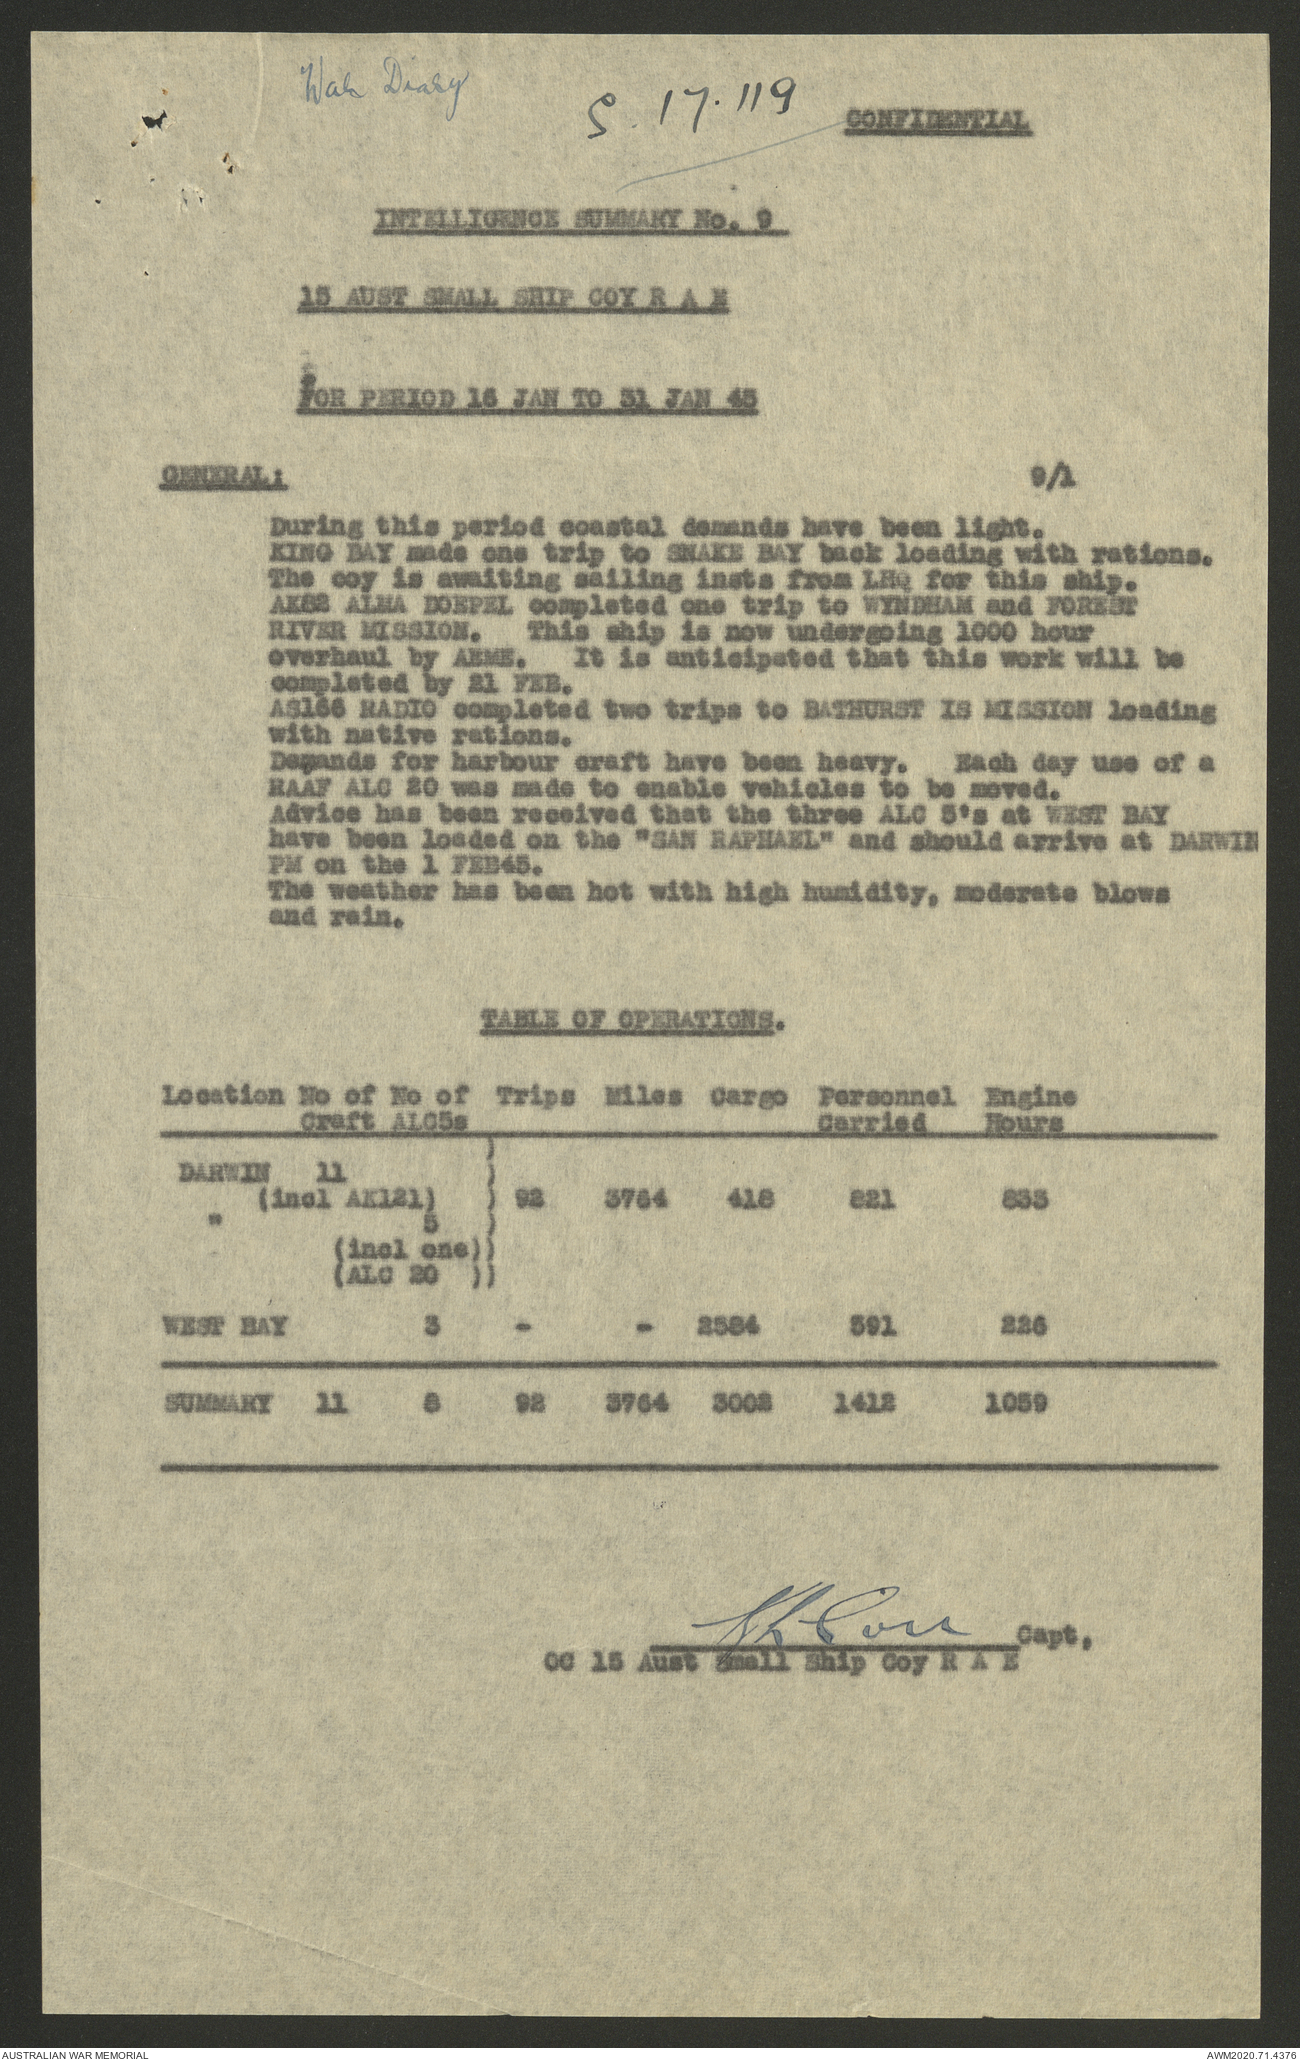 War Diary
S. 17.119
CONFIDENTIAL
INTELLIGENCE SUMMARY No. 9
15 AUST SMALL SHIP COY R A E
FOR PERIOD 16 JAN TO 31 JAN 45
GENERAL: 9/1
During this period coastal demands have been light.
KING BAY made one trip to SNAKE BAY back loading with rations.
The coy is awaiting sailing insts from LHQ for this ship.
AK82 ALMA DOEPEL completed one trip to WYNDHAM and FOREST
RIVER MISSION. This ship is now undergoing 1000 hour
overhaul by AEME. It is anticipated that this work will be
completed by 21 FEB.
AS166 RADIO completed two trips to BATHURST IS MISSION loading
with native rations.
Demands for harbour craft have been heavy. Each day use of a
RAAF ALC 20 was made to enable vehicles to be moved.
Advice has been received that the three ALC 5's at WEST BAY
have been loaded on the "SAN RAPHAEL" and should arrive at DARWIN
PM on the 1 FEB45.
The weather has been hot with high humidity, moderate blows
and rain.
TABLE OF OPERATIONS.
Location No of No of Trips Miles Cargo Personnel Engine
Craft ALC5s Carried Hours
DARWIN 11 )
(incl AK121) ) 92 3764 418 821 833
" 5 )
(incl one))
(ALC 20 ))
WEST BAY 3 - - 2584 591 226
SUMMARY 11 8 92 3764 3002 1412 1059
Capt,
OC 15 Aust Small Ship Coy R A E
AUSTRALIAN WAR MEMORIAL
AWM2020.71.4376